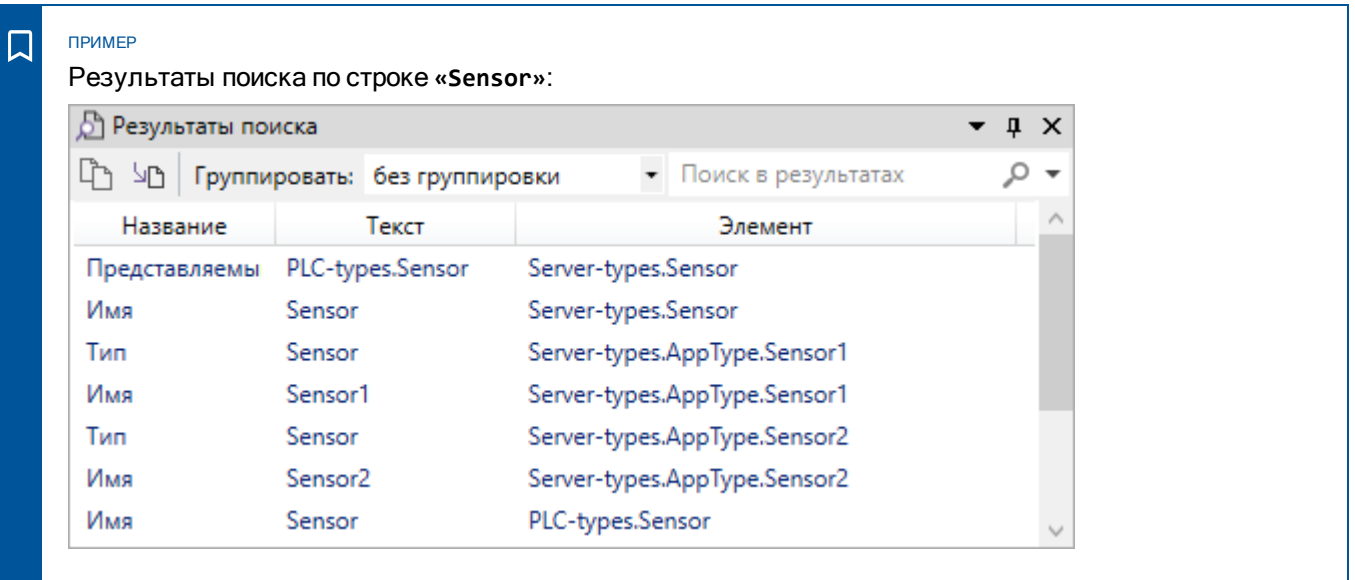 ПРИМЕР
Результаты поиска по строке «Sensor»:
Результаты поиска
Группировать: без группировки Поиск в результатах
Название Текст Элемент
Представляемы PLC-types.Sensor Server-types.Sensor
Имя Sensor Server-types.Sensor
Тип Sensor Server-types.AppType.Sensor1
Имя Sensor1 Server-types.AppType.Sensor1
Тип Sensor Server-types.AppType.Sensor2
Имя Sensor2 Server-types.AppType.Sensor2
Имя Sensor PLC-types.Sensor